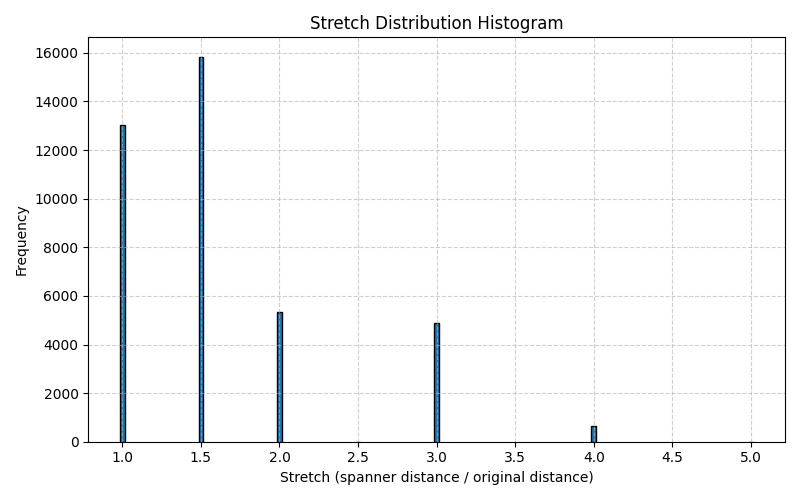 Stretch Distribution Histogram
Frequency
16000
14000
12000
10000
8000
6000
4000
2000
0
1.0 1.5 2.0 2.5 3.0 3.5 4.0 4.5 5.0
Stretch (spanner distance / original distance)